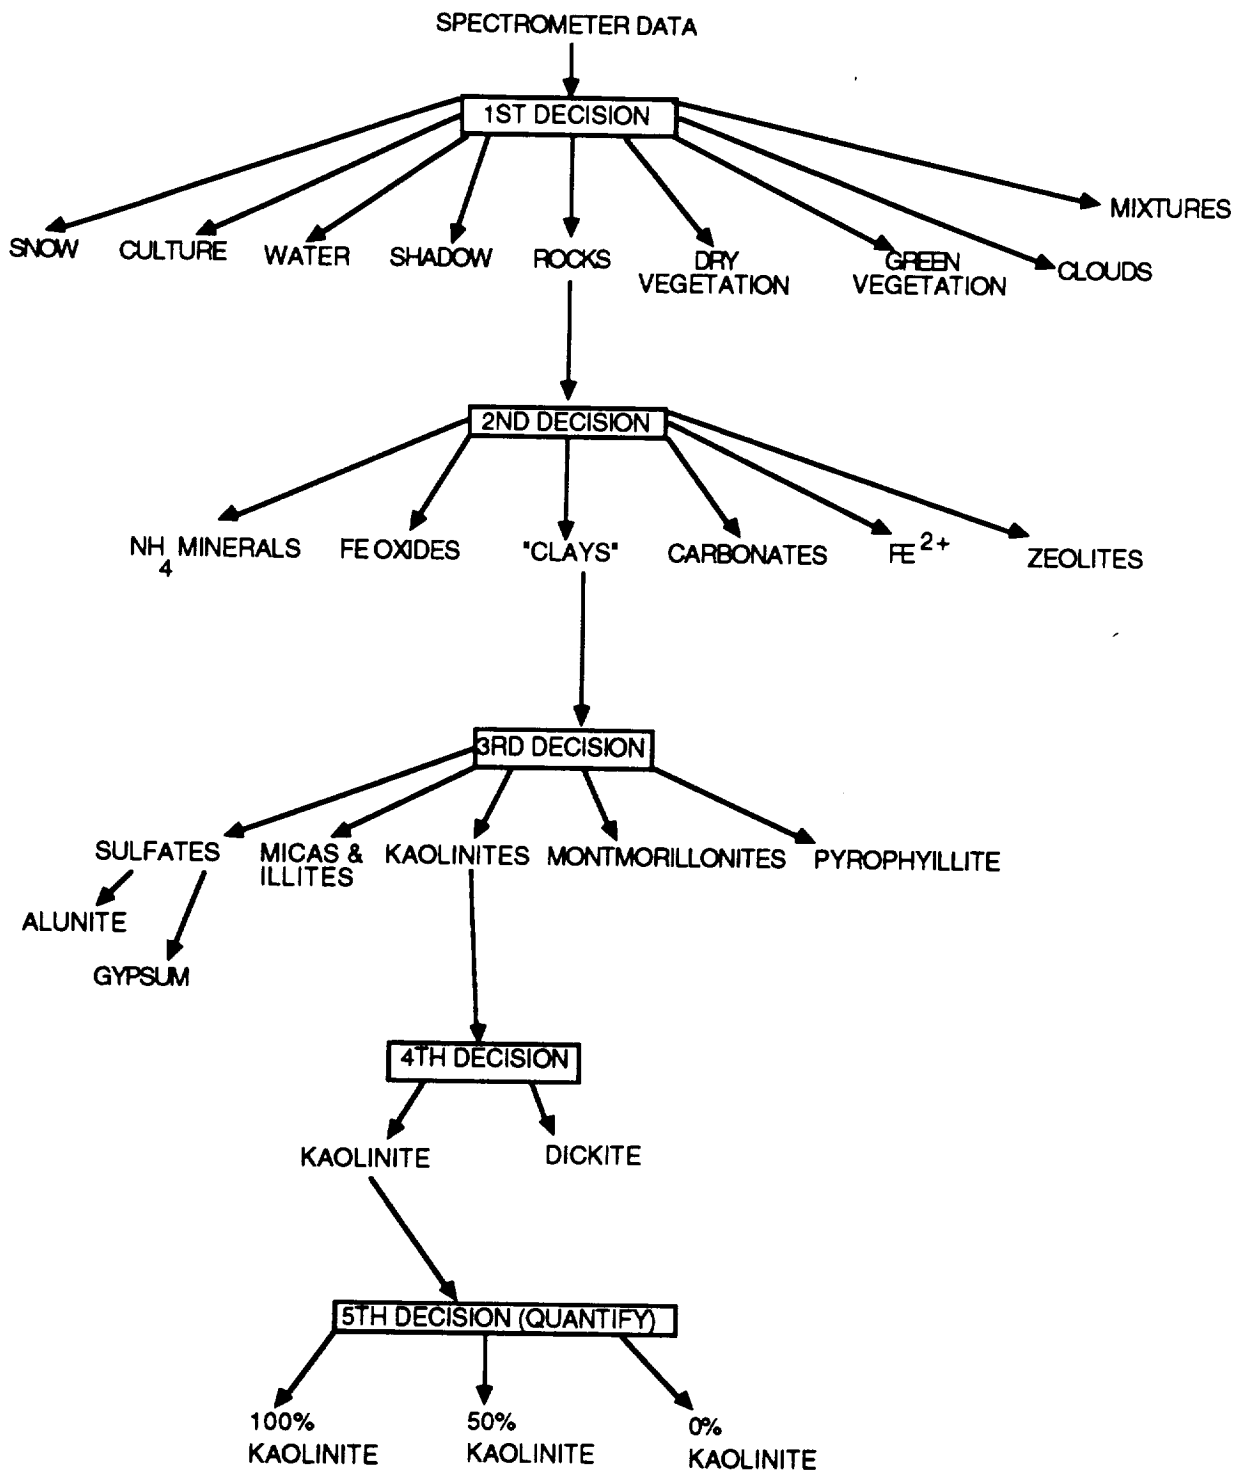 SPECTROMETER DATA
1ST DECISION
MIXTURES
SNOW
CULTURE
WATER
SHADOW
ROCKS
DRY
VEGETATION
GREEN
VEGETATION
CLOUDS
2ND DECISION
NH4 MINERALS
FE OXIDES
"CLAYS"
CARBONATES
FE 2+
ZEOLITES
3RD DECISION
SULFATES
MICAS &
ILLITES
KAOLINITES
MONTMORILLONITES
PYROPHYILLITE
ALUNITE
GYPSUM
4TH DECISION
KAOLINITE
DICKITE
5TH DECISION (QUANTIFY)
100%
KAOLINITE
50%
KAOLINITE
0%
KAOLINITE